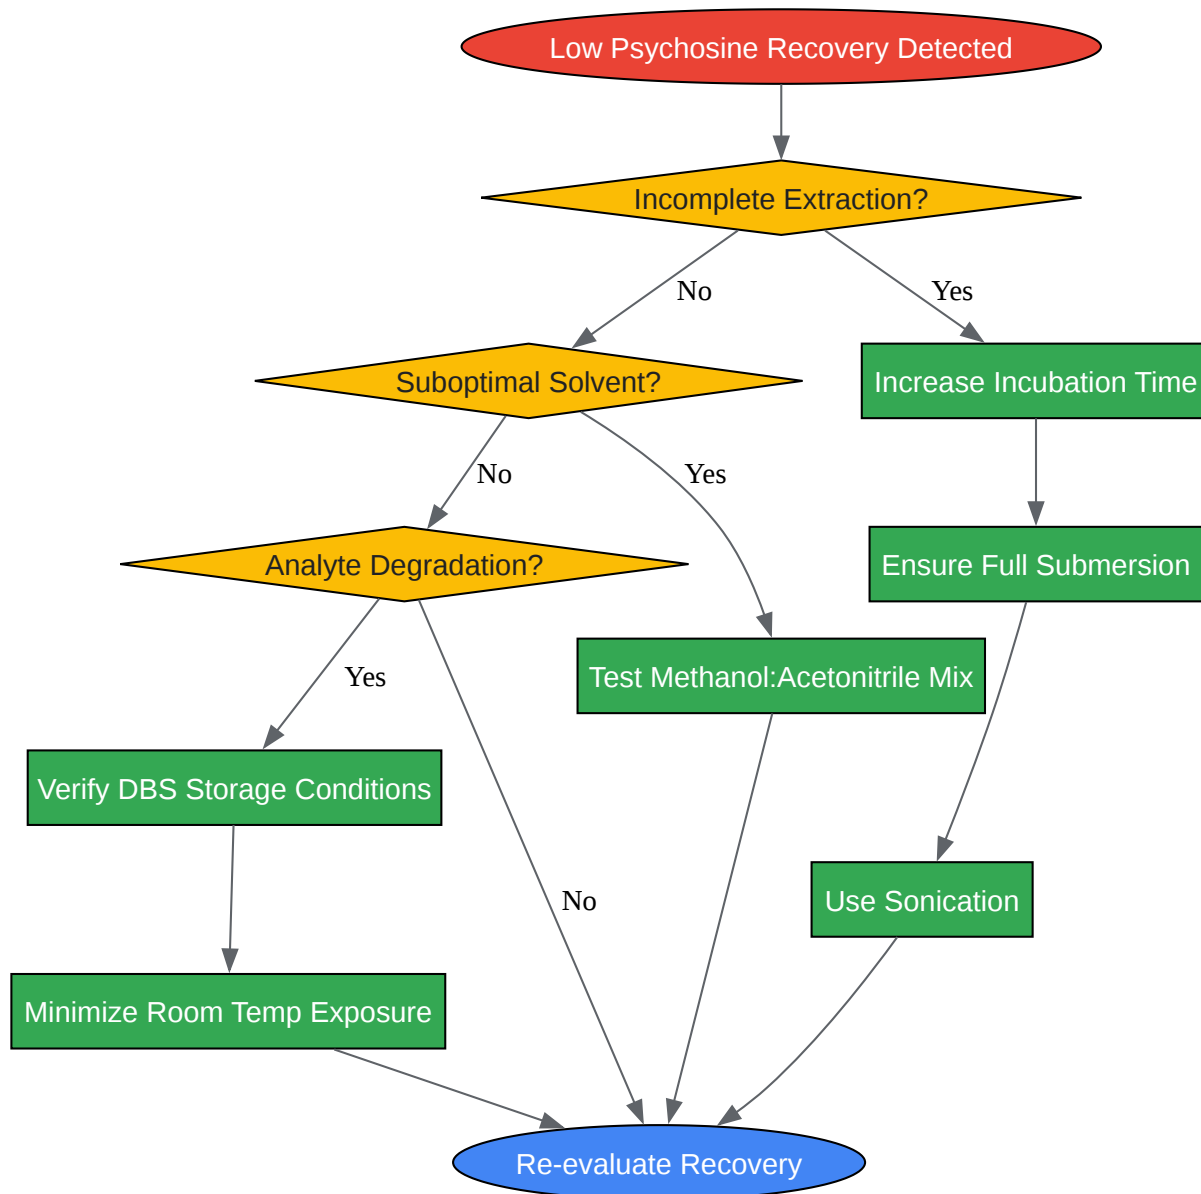 Low Psychosine Recovery Detected
Incomplete Extraction?
No
Yes
Suboptimal Solvent?
Increase Incubation Time
No
Yes
Analyte Degradation?
Ensure Full Submersion
Yes
Test Methanol:Acetonitrile Mix
Verify DBS Storage Conditions
No
Use Sonication
Minimize Room Temp Exposure
Re-evaluate Recovery